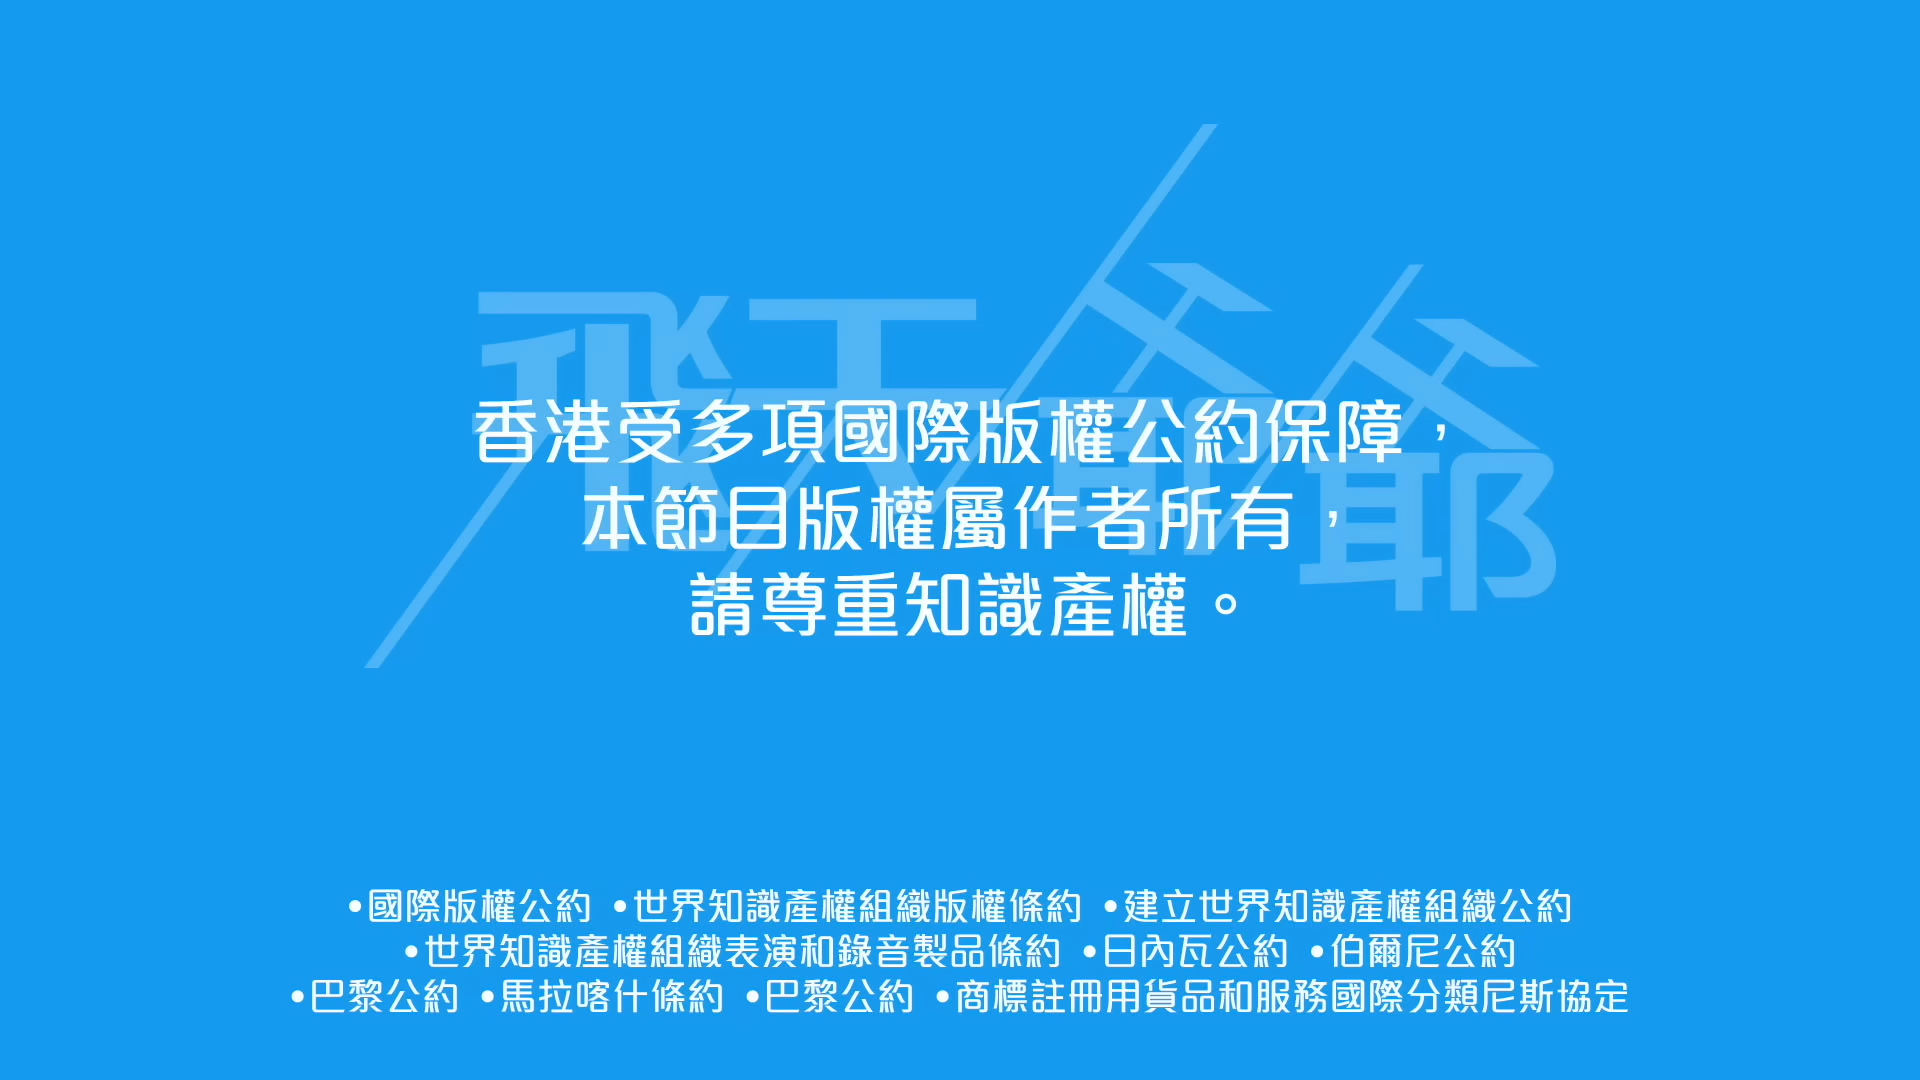 飛天爺爺
香港受多項國際版權公約保障，
本節目版權屬作者所有，
請尊重知識產權。
•國際版權公約 •世界知識產權組織版權條約 •建立世界知識產權組織公約
•世界知識產權組織表演和錄音製品條約 •日內瓦公約 •伯爾尼公約
•巴黎公約 •馬拉喀什條約 •巴黎公約 •商標註冊用貨品和服務國際分類尼斯協定